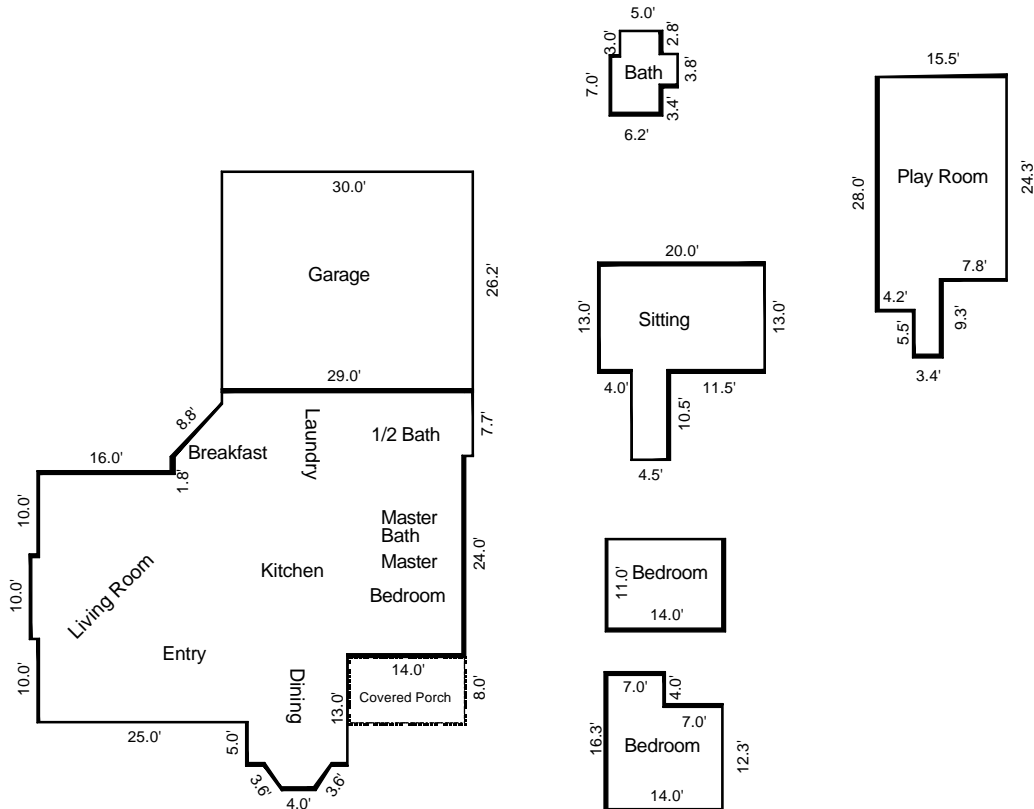 5.0'
3.0'
2.8'
Bath
3.8'
7.0'
3.4'
6.2'
15.5'
28.0'
Play Room
24.3'
7.8'
4.2'
5.5'
9.3'
3.4'
30.0'
Garage
26.2'
29.0'
20.0'
13.0'
Sitting
13.0'
4.0'
11.5'
10.5'
4.5'
8.8'
Breakfast
Laundry
1/2 Bath
7.7'
16.0'
1.8'
10.0'
Master
Bath
Master
Bedroom
24.0'
Kitchen
10.0'
Living Room
10.0'
Entry
Dining
14.0'
Covered Porch
8.0'
13.0'
25.0'
5.0'
3.6'
4.0'
3.6'
11.0'
Bedroom
14.0'
7.0'
4.0'
7.0'
16.3'
Bedroom
12.3'
14.0'